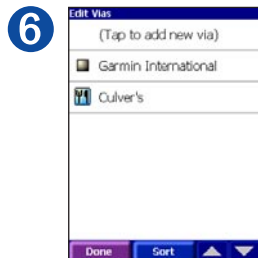 6
Edit Vias
(Tap to add new via)
Garmin International
Culver's
Done Sort